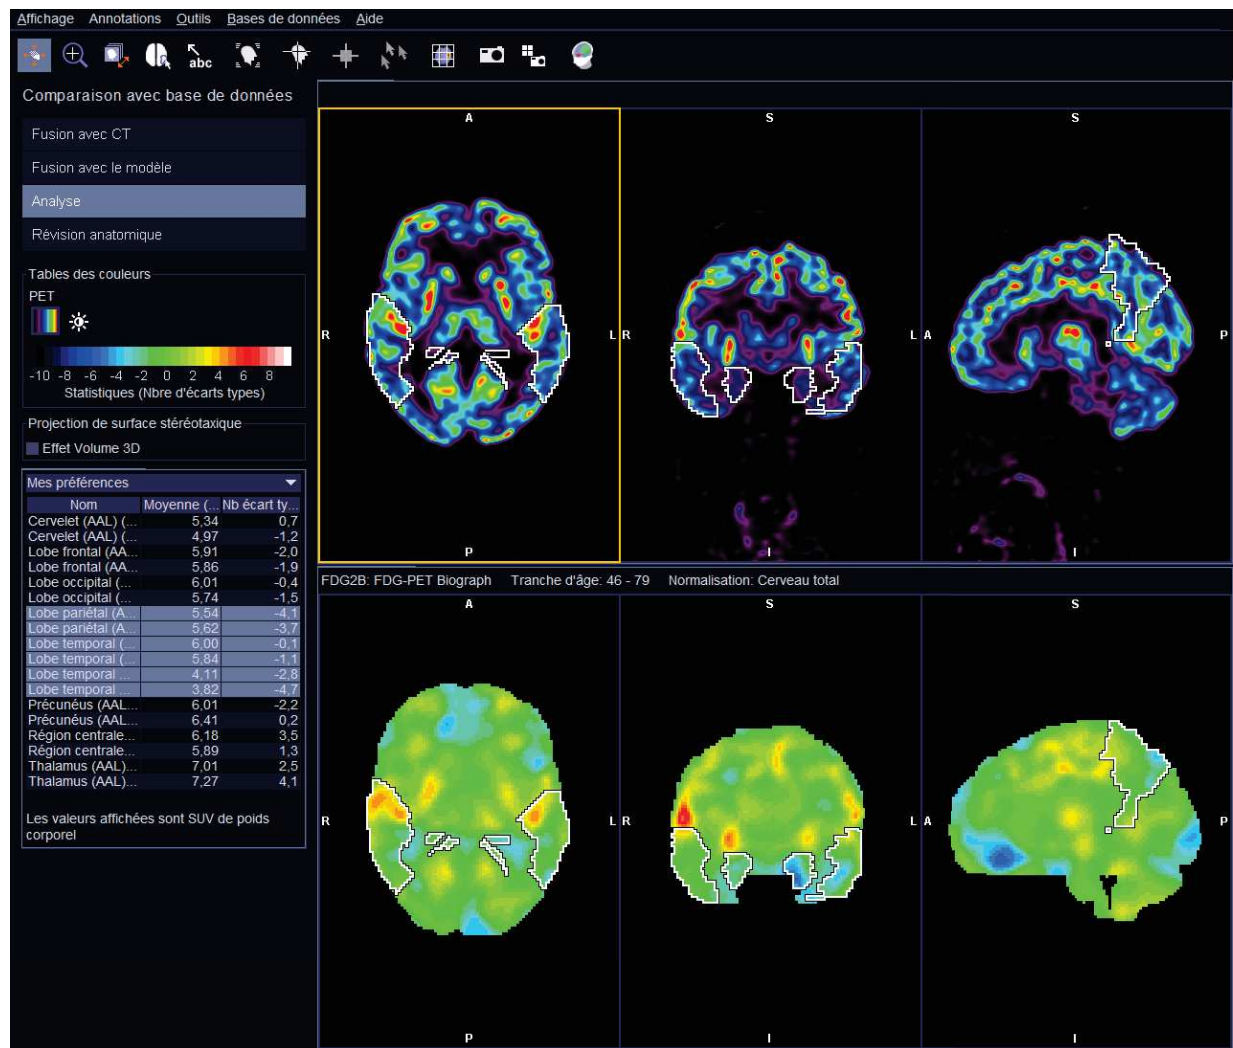 Affichage Annotations Outils Bases de données Aide
abc
Comparaison avec base de données
Fusion avec CT
Fusion avec le modèle
Analyse
Révision anatomique
Tables des couleurs
PET
-10 -8 -6 -4 -2 0 2 4 6 8
Statistiques (Nbre d'écarts types)
Projection de surface stéréotaxique
Effet Volume 3D
Mes préférences
Nom Moyenne (... Nb écart ty...
Cervelet (AAL) (... 5,34 0,7
Cervelet (AAL) (... 4,97 -1,2
Lobe frontal (AA... 5,91 -2,0
Lobe frontal (AA... 5,86 -1,9
Lobe occipital (... 6,01 -0,4
Lobe occipital (... 5,74 -1,5
Lobe pariétal (A... 5,54 -4,1
Lobe pariétal (A... 5,62 -3,7
Lobe temporal (... 6,00 -0,1
Lobe temporal (... 5,84 -1,1
Lobe temporal ... 4,11 -2,8
Lobe temporal ... 3,82 -4,7
Précunéus (AAL... 6,01 -2,2
Précunéus (AAL... 6,41 0,2
Région centrale... 6,18 3,5
Région centrale... 5,89 1,3
Thalamus (AAL)... 7,01 2,5
Thalamus (AAL)... 7,27 4,1
Les valeurs affichées sont SUV de poids
corporel
A S S
R L R L A P
P I I
FDG2B: FDG-PET Biograph Tranche d'âge: 46 - 79 Normalisation: Cerveau total
A S S
R L R L A P
P I I